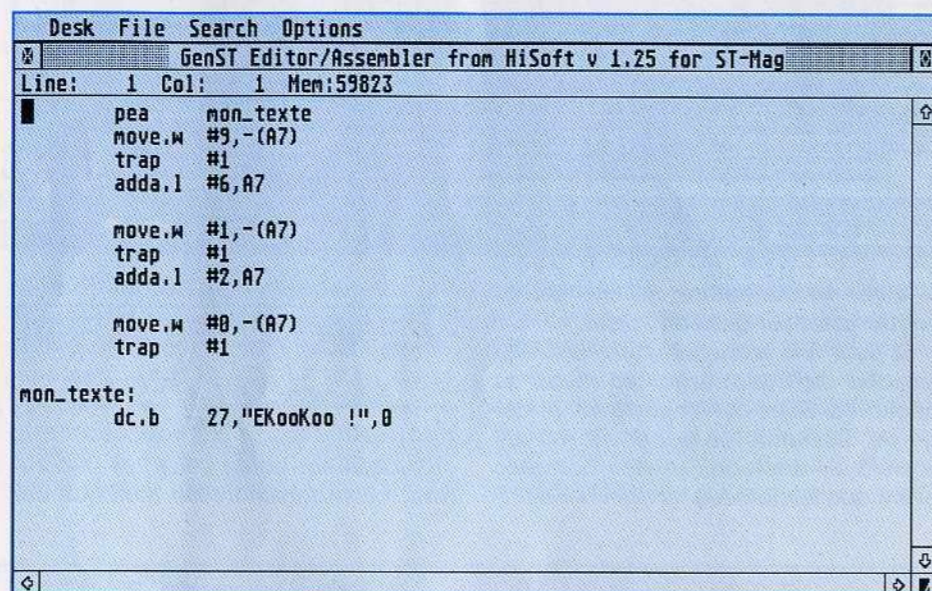 Desk File Search Options
GenST Editor/Assembler from HiSoft v 1.25 for ST-Mag
Line: 1 Col: 1 Mem:59823
pea mon_texte
move.w #9,-(A7)
trap #1
adda.l #6,A7
move.w #1,-(A7)
trap #1
adda.l #2,A7
move.w #0,-(A7)
trap #1
mon_texte:
dc.b 27,"EKooKoo !",0